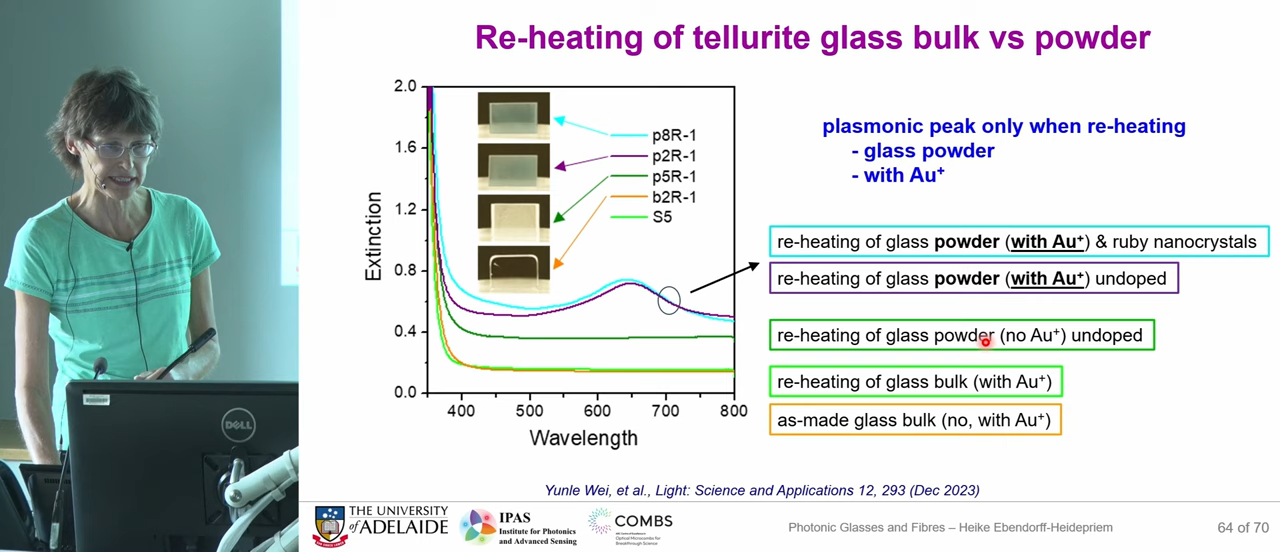 Re-heating of tellurite glass bulk vs powder
2.0
1.6
1.2
0.8
0.4
0.0
Extinction
p8R-1
p2R-1
p5R-1
b2R-1
S5
400
500
600
700
800
Wavelength
plasmonic peak only when re-heating
- glass powder
- with Au⁺
re-heating of glass powder (with Au⁺) & ruby nanocrystals
re-heating of glass powder (with Au⁺) undoped
re-heating of glass powder (no Au⁺) undoped
re-heating of glass bulk (with Au⁺)
as-made glass bulk (no, with Au⁺)
Yunle Wei, et al., Light: Science and Applications 12, 293 (Dec 2023)
DELL
THE UNIVERSITY
of ADELAIDE
IPAS
Institute for Photonics
and Advanced Sensing
COMBS
Photonic Glasses and Fibres – Heike Ebendorff-Heidepriem
64 of 70